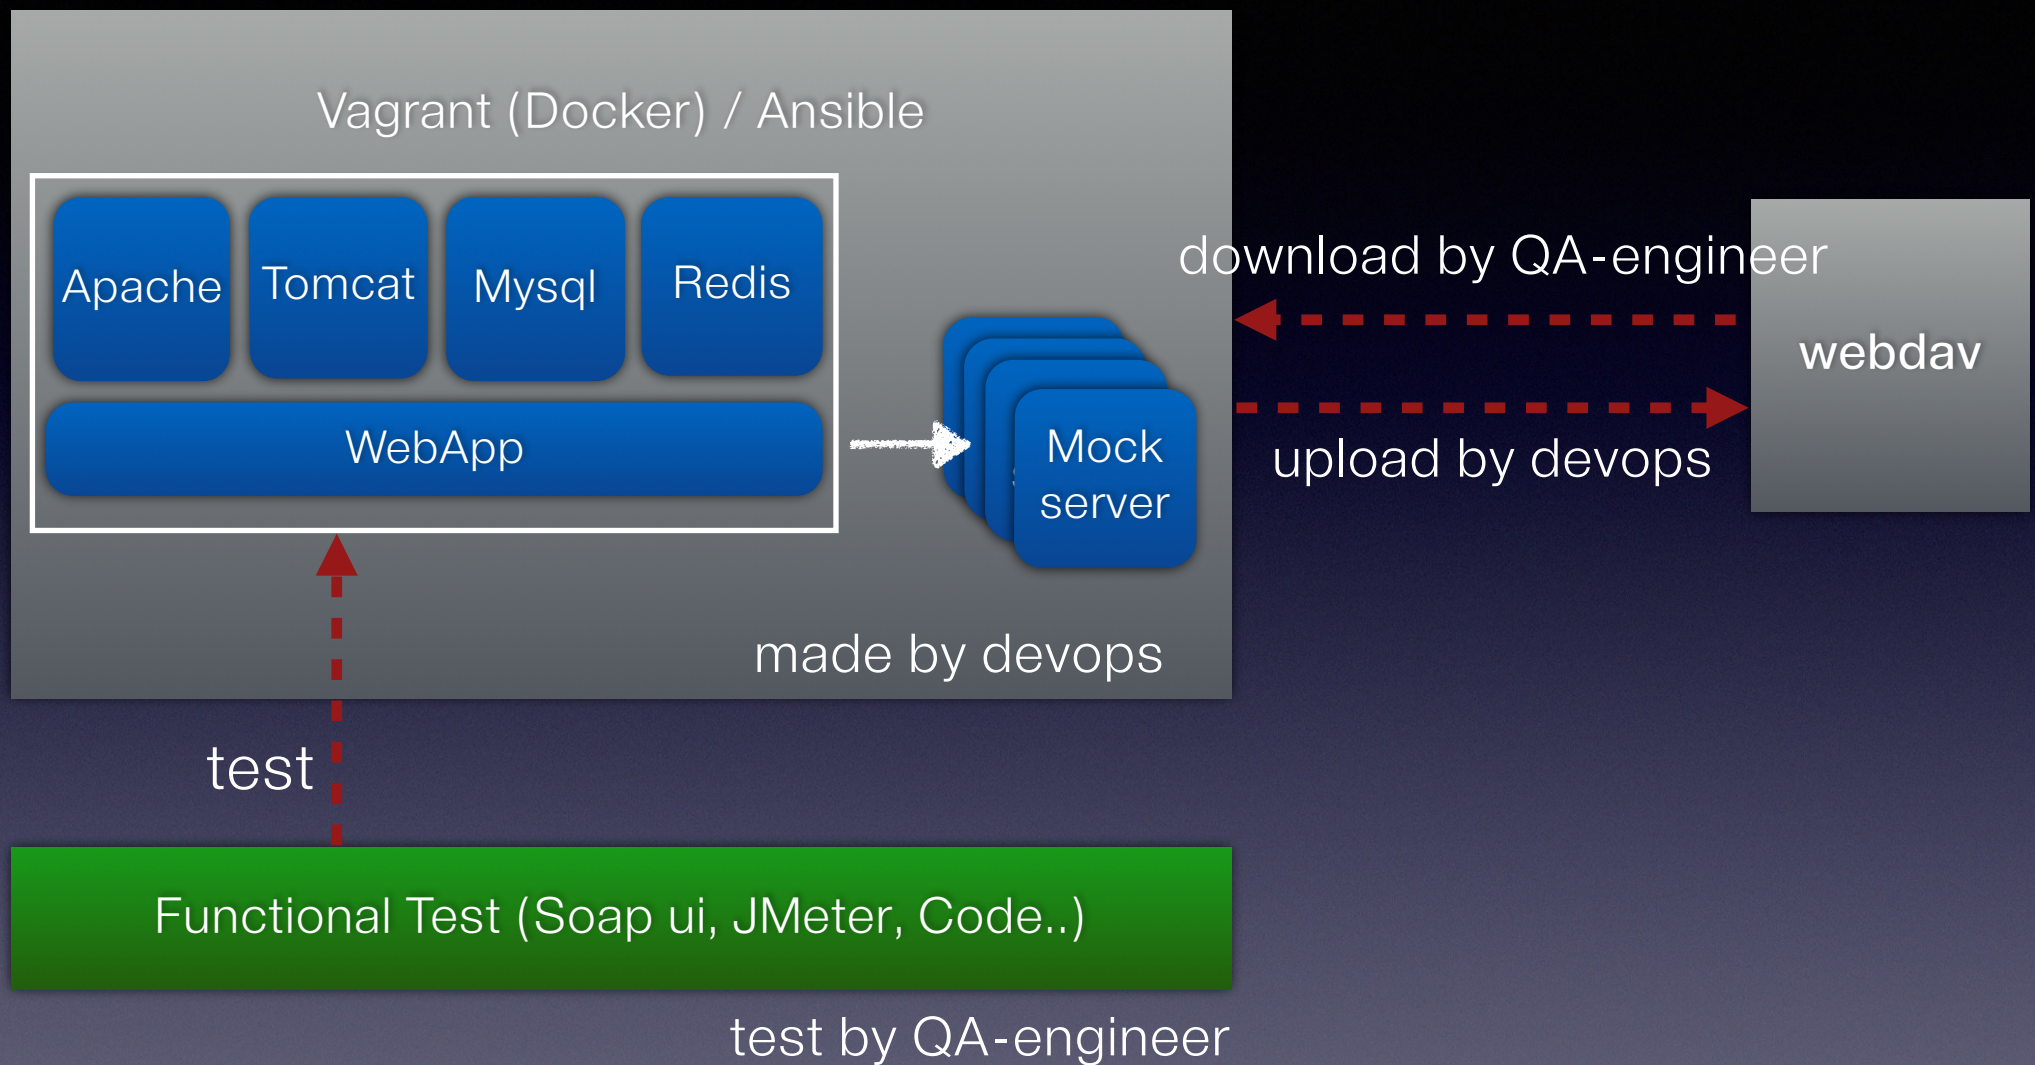 Vagrant (Docker) / Ansible
Apache
Tomcat
Mysql
Redis
WebApp
Mock
server
made by devops
download by QA-engineer
webdav
upload by devops
test
Functional Test (Soap ui, JMeter, Code..)
test by QA-engineer